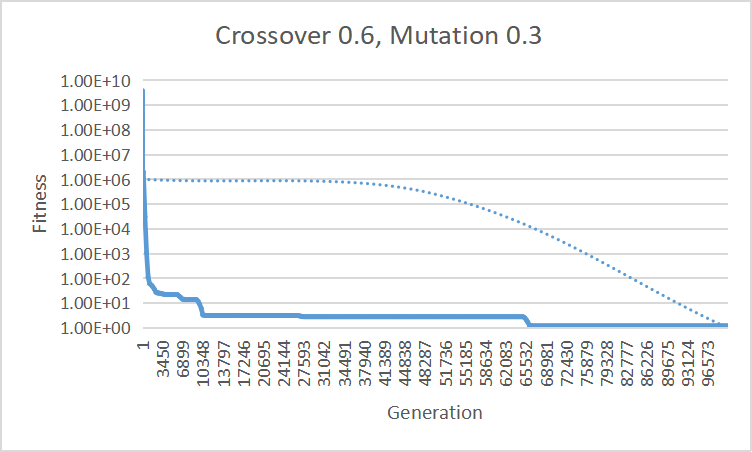 Crossover 0.6, Mutation 0.3
1.00E+10
1.00E+09
1.00E+08
1.00E+07
1.00E+06
1.00E+05
1.00E+04
1.00E+03
1.00E+02
1.00E+01
1.00E+00
Fitness
1
3450
6899
10348
13797
17246
20695
24144
27593
31042
34491
37940
41389
44838
48287
51736
55185
58634
62083
65532
68981
72430
75879
79328
82777
86226
89675
93124
96573
Generation